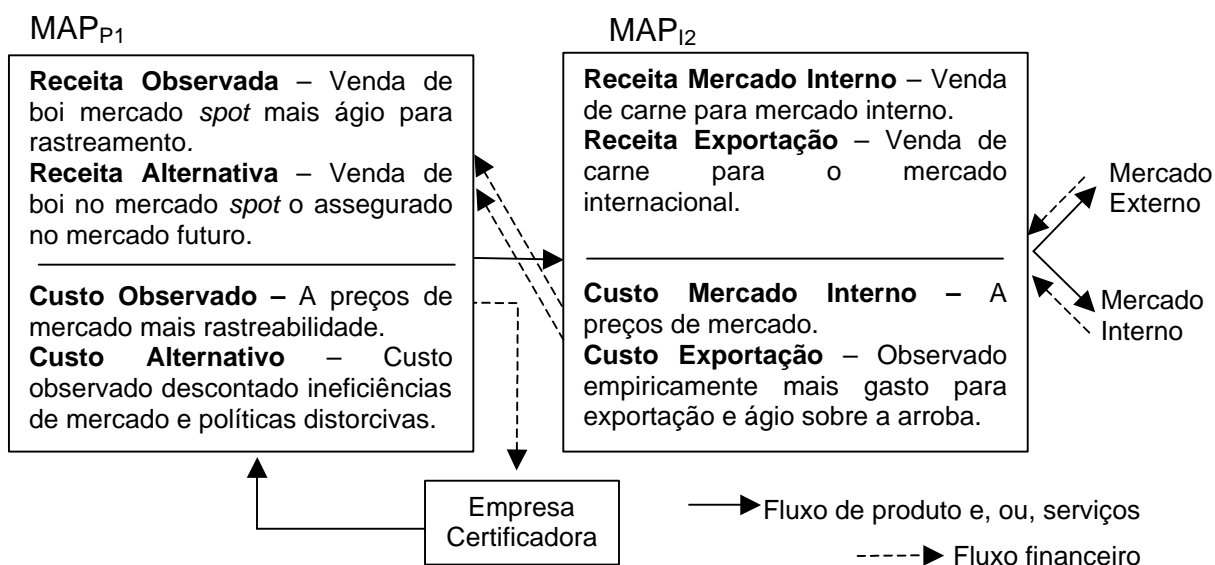 MAPP1
Receita Observada – Venda de
boi mercado spot mais ágio para
rastreamento.
Receita Alternativa – Venda de
boi no mercado spot o assegurado
no mercado futuro.
Custo Observado – A preços de
mercado mais rastreabilidade.
Custo Alternativo – Custo
observado descontado ineficiências
de mercado e políticas distorcivas.
MAPI2
Receita Mercado Interno – Venda
de carne para mercado interno.
Receita Exportação – Venda de
carne para o mercado
internacional.
Custo Mercado Interno – A
preços de mercado.
Custo Exportação – Observado
empiricamente mais gasto para
exportação e ágio sobre a arroba.
Mercado
Externo
Mercado
Interno
Empresa
Certificadora
Fluxo de produto e, ou, serviços
Fluxo financeiro